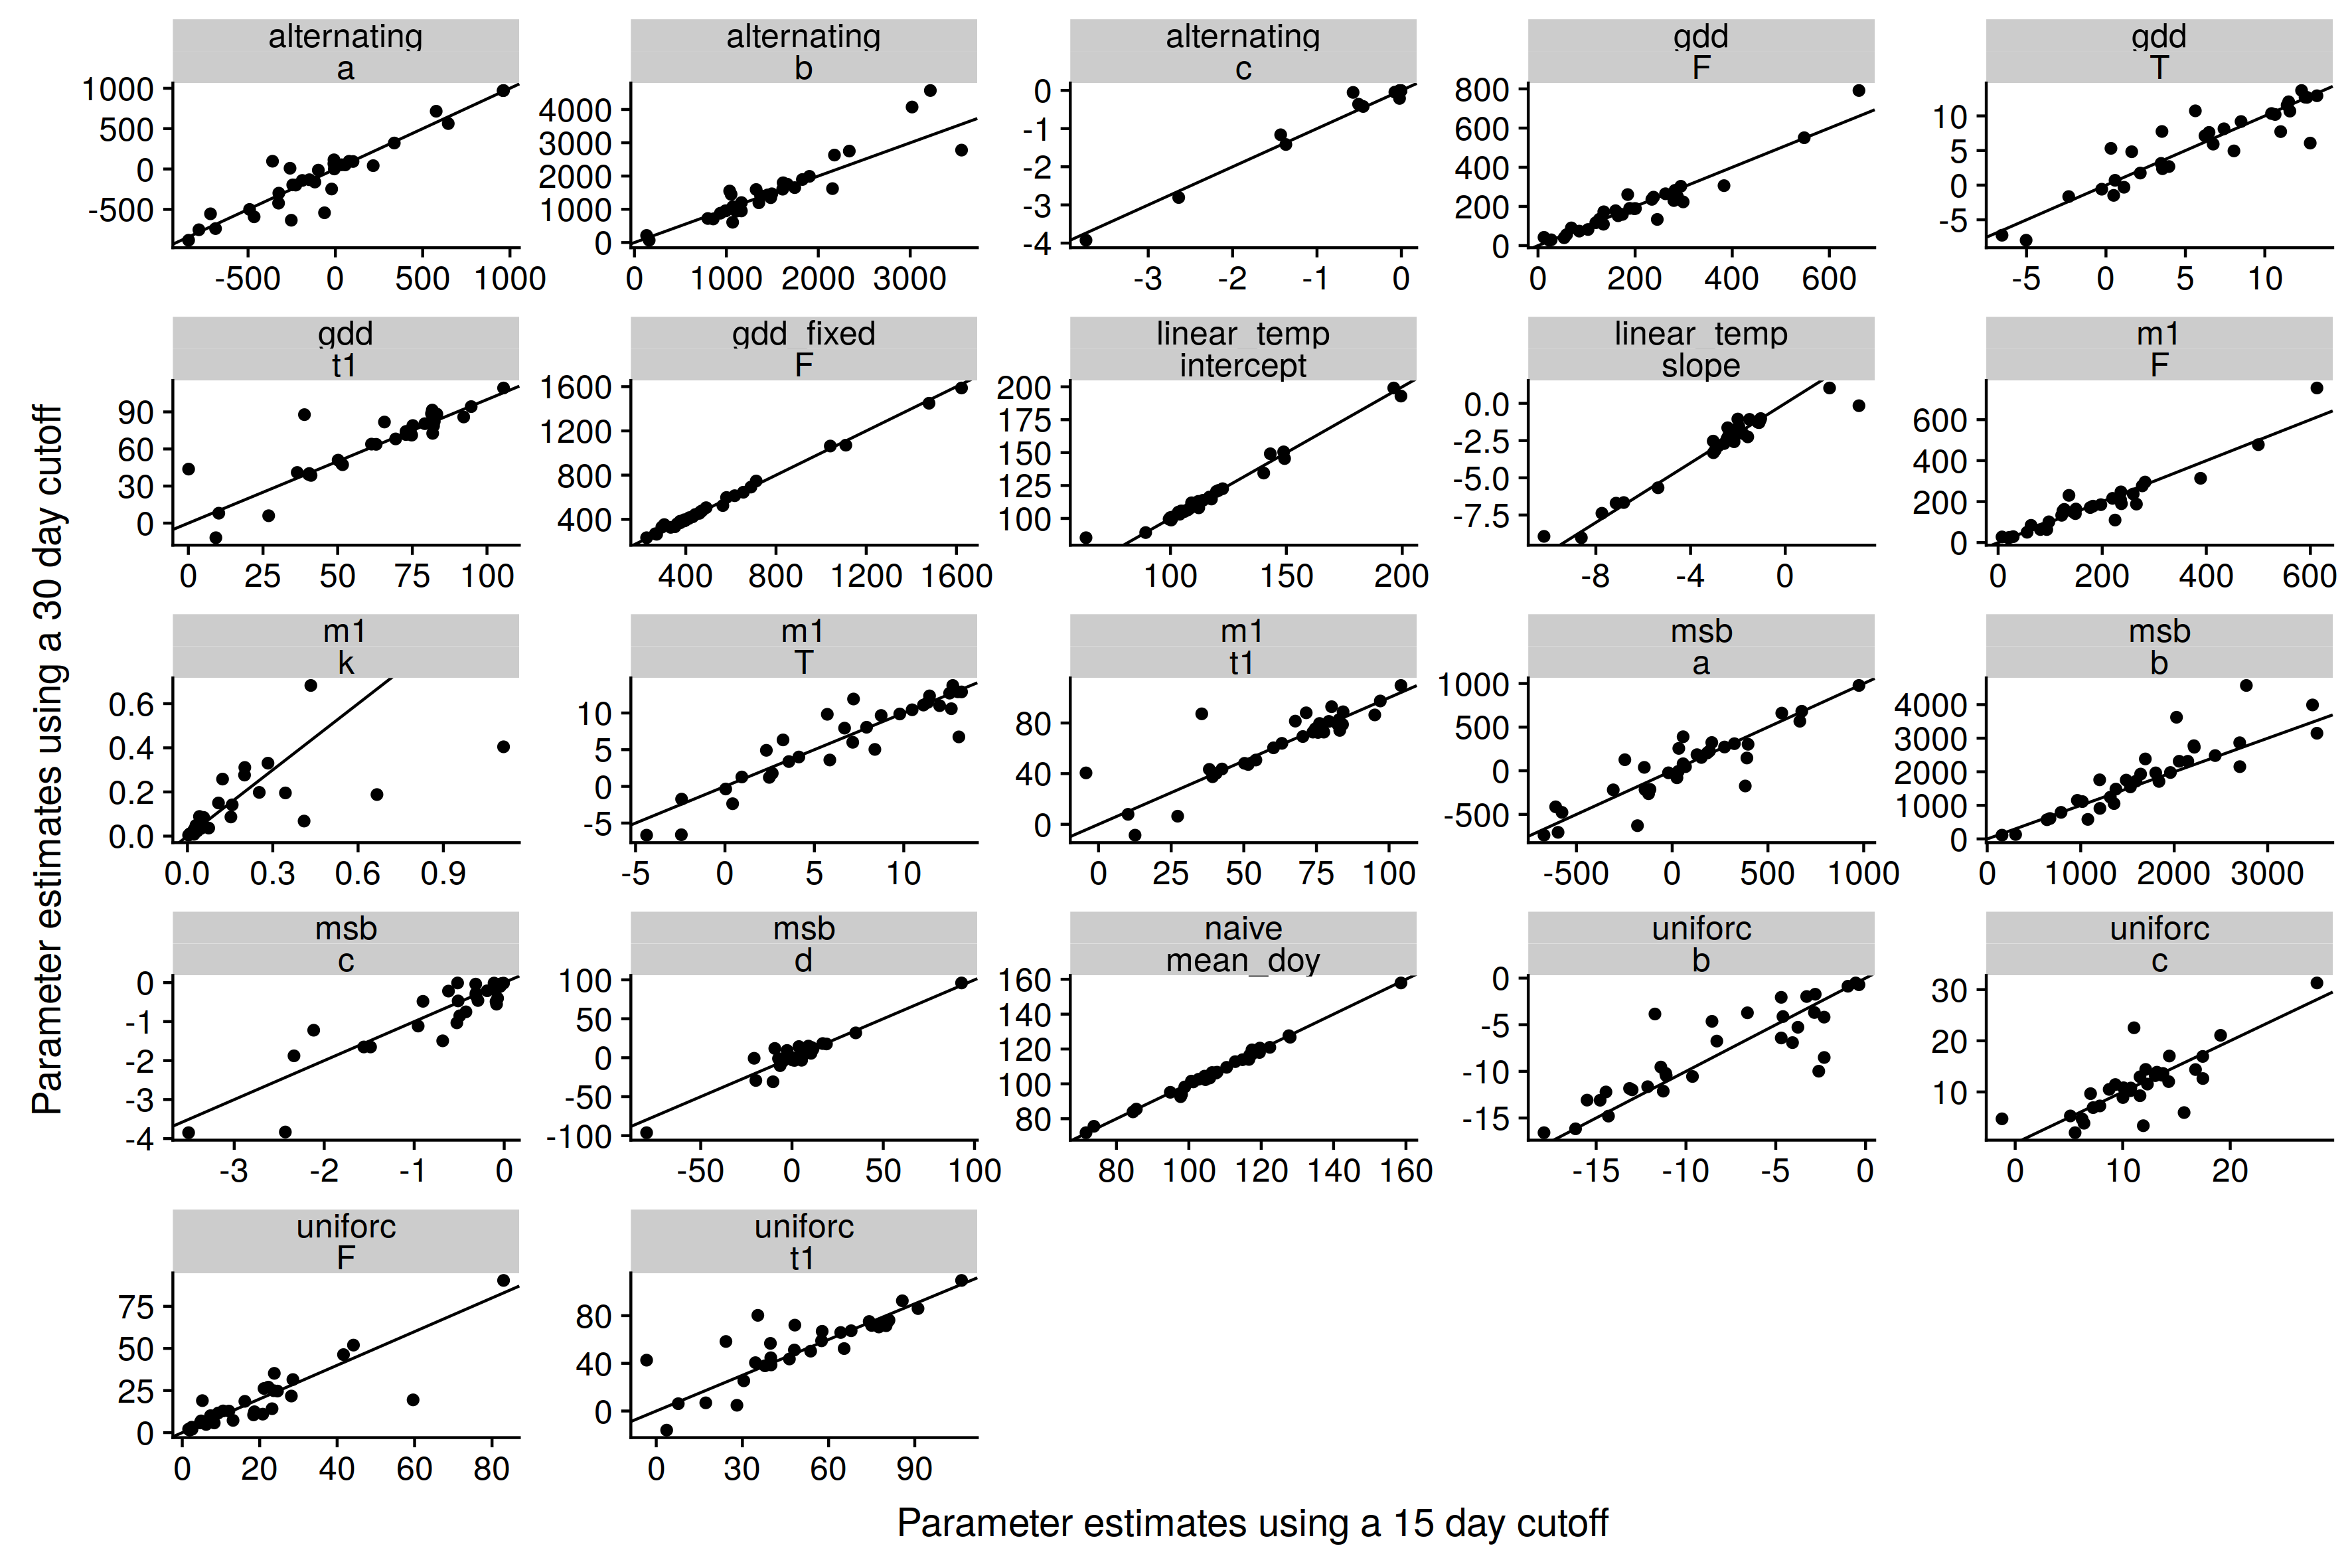 alternating alternating alternating gdd gdd
a b c F T
1000 500 0 -500
4000 3000 2000 1000 0
0 -1 -2 -3 -4
800 600 400 200 0
10 5 0 -5
-500 0 500 1000
0 1000 2000 3000
-3 -2 -1 0
0 200 400 600
-5 0 5 10
gdd gdd_fixed linear_temp linear_temp m1
t1 F intercept slope F
90 60 30 0
1600 1200 800 400
200 175 150 125 100
0.0 -2.5 -5.0 -7.5
600 400 200 0
0 25 50 75 100
400 800 1200 1600
100 150 200
-8 -4 0
0 200 400 600
m1 m1 m1 msb msb
k T t1 a b
0.6 0.4 0.2 0.0
10 5 0 -5
80 40 0
1000 500 0 -500
4000 3000 2000 1000 0
0.0 0.3 0.6 0.9
-5 0 5 10
0 25 50 75 100
-500 0 500 1000
0 1000 2000 3000
msb msb naive uniforc uniforc
c d mean_doy b c
0 -1 -2 -3 -4
100 50 0 -50 -100
160 140 120 100 80
0 -5 -10 -15
30 20 10
-3 -2 -1 0
-50 0 50 100
80 100 120 140 160
-15 -10 -5 0
0 10 20
uniforc uniforc
F t1
75 50 25 0
80 40 0
0 20 40 60 80
0 30 60 90
Parameter estimates using a 30 day cutoff
Parameter estimates using a 15 day cutoff